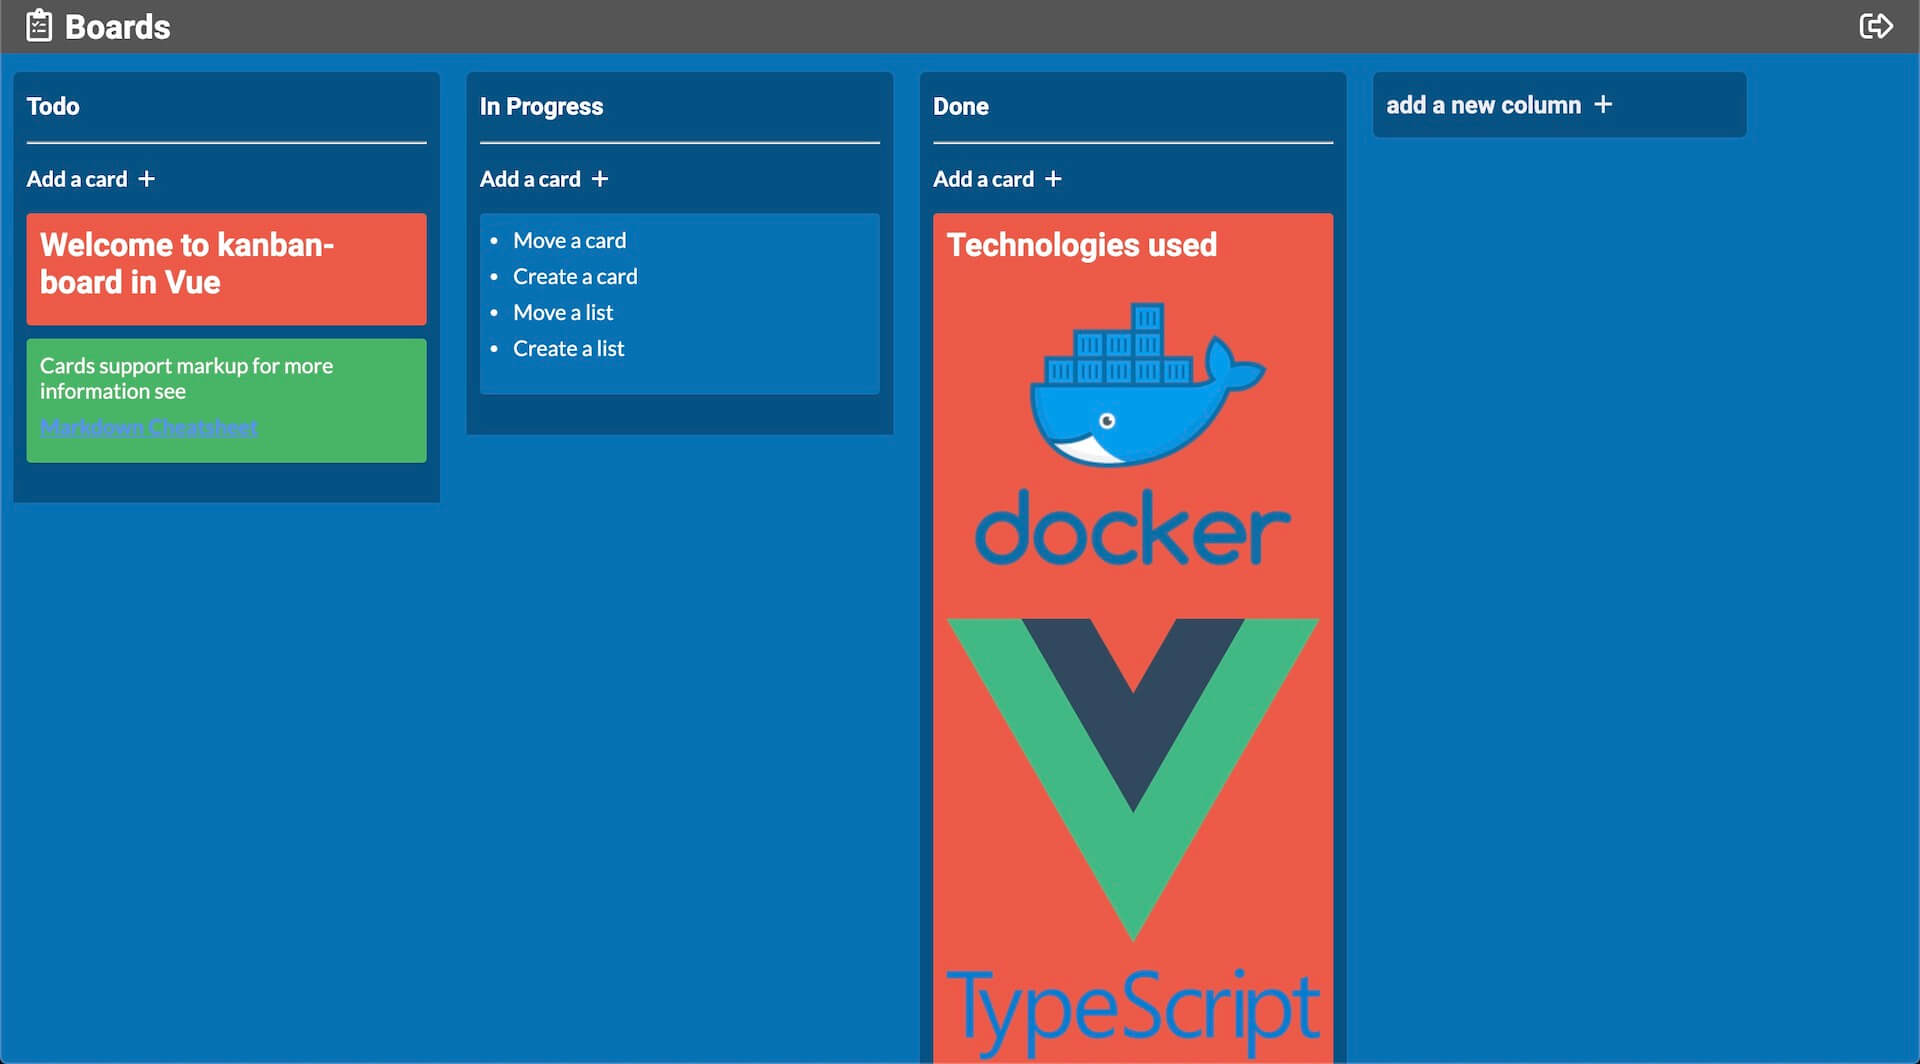 Boards
Todo
Add a card +
Welcome to kanban-
board in Vue
Cards support markup for more
information see
Markdown Cheatsheet
In Progress
Add a card +
• Move a card
• Create a card
• Move a list
• Create a list
Done
Add a card +
Technologies used
docker
TypeScript
add a new column +